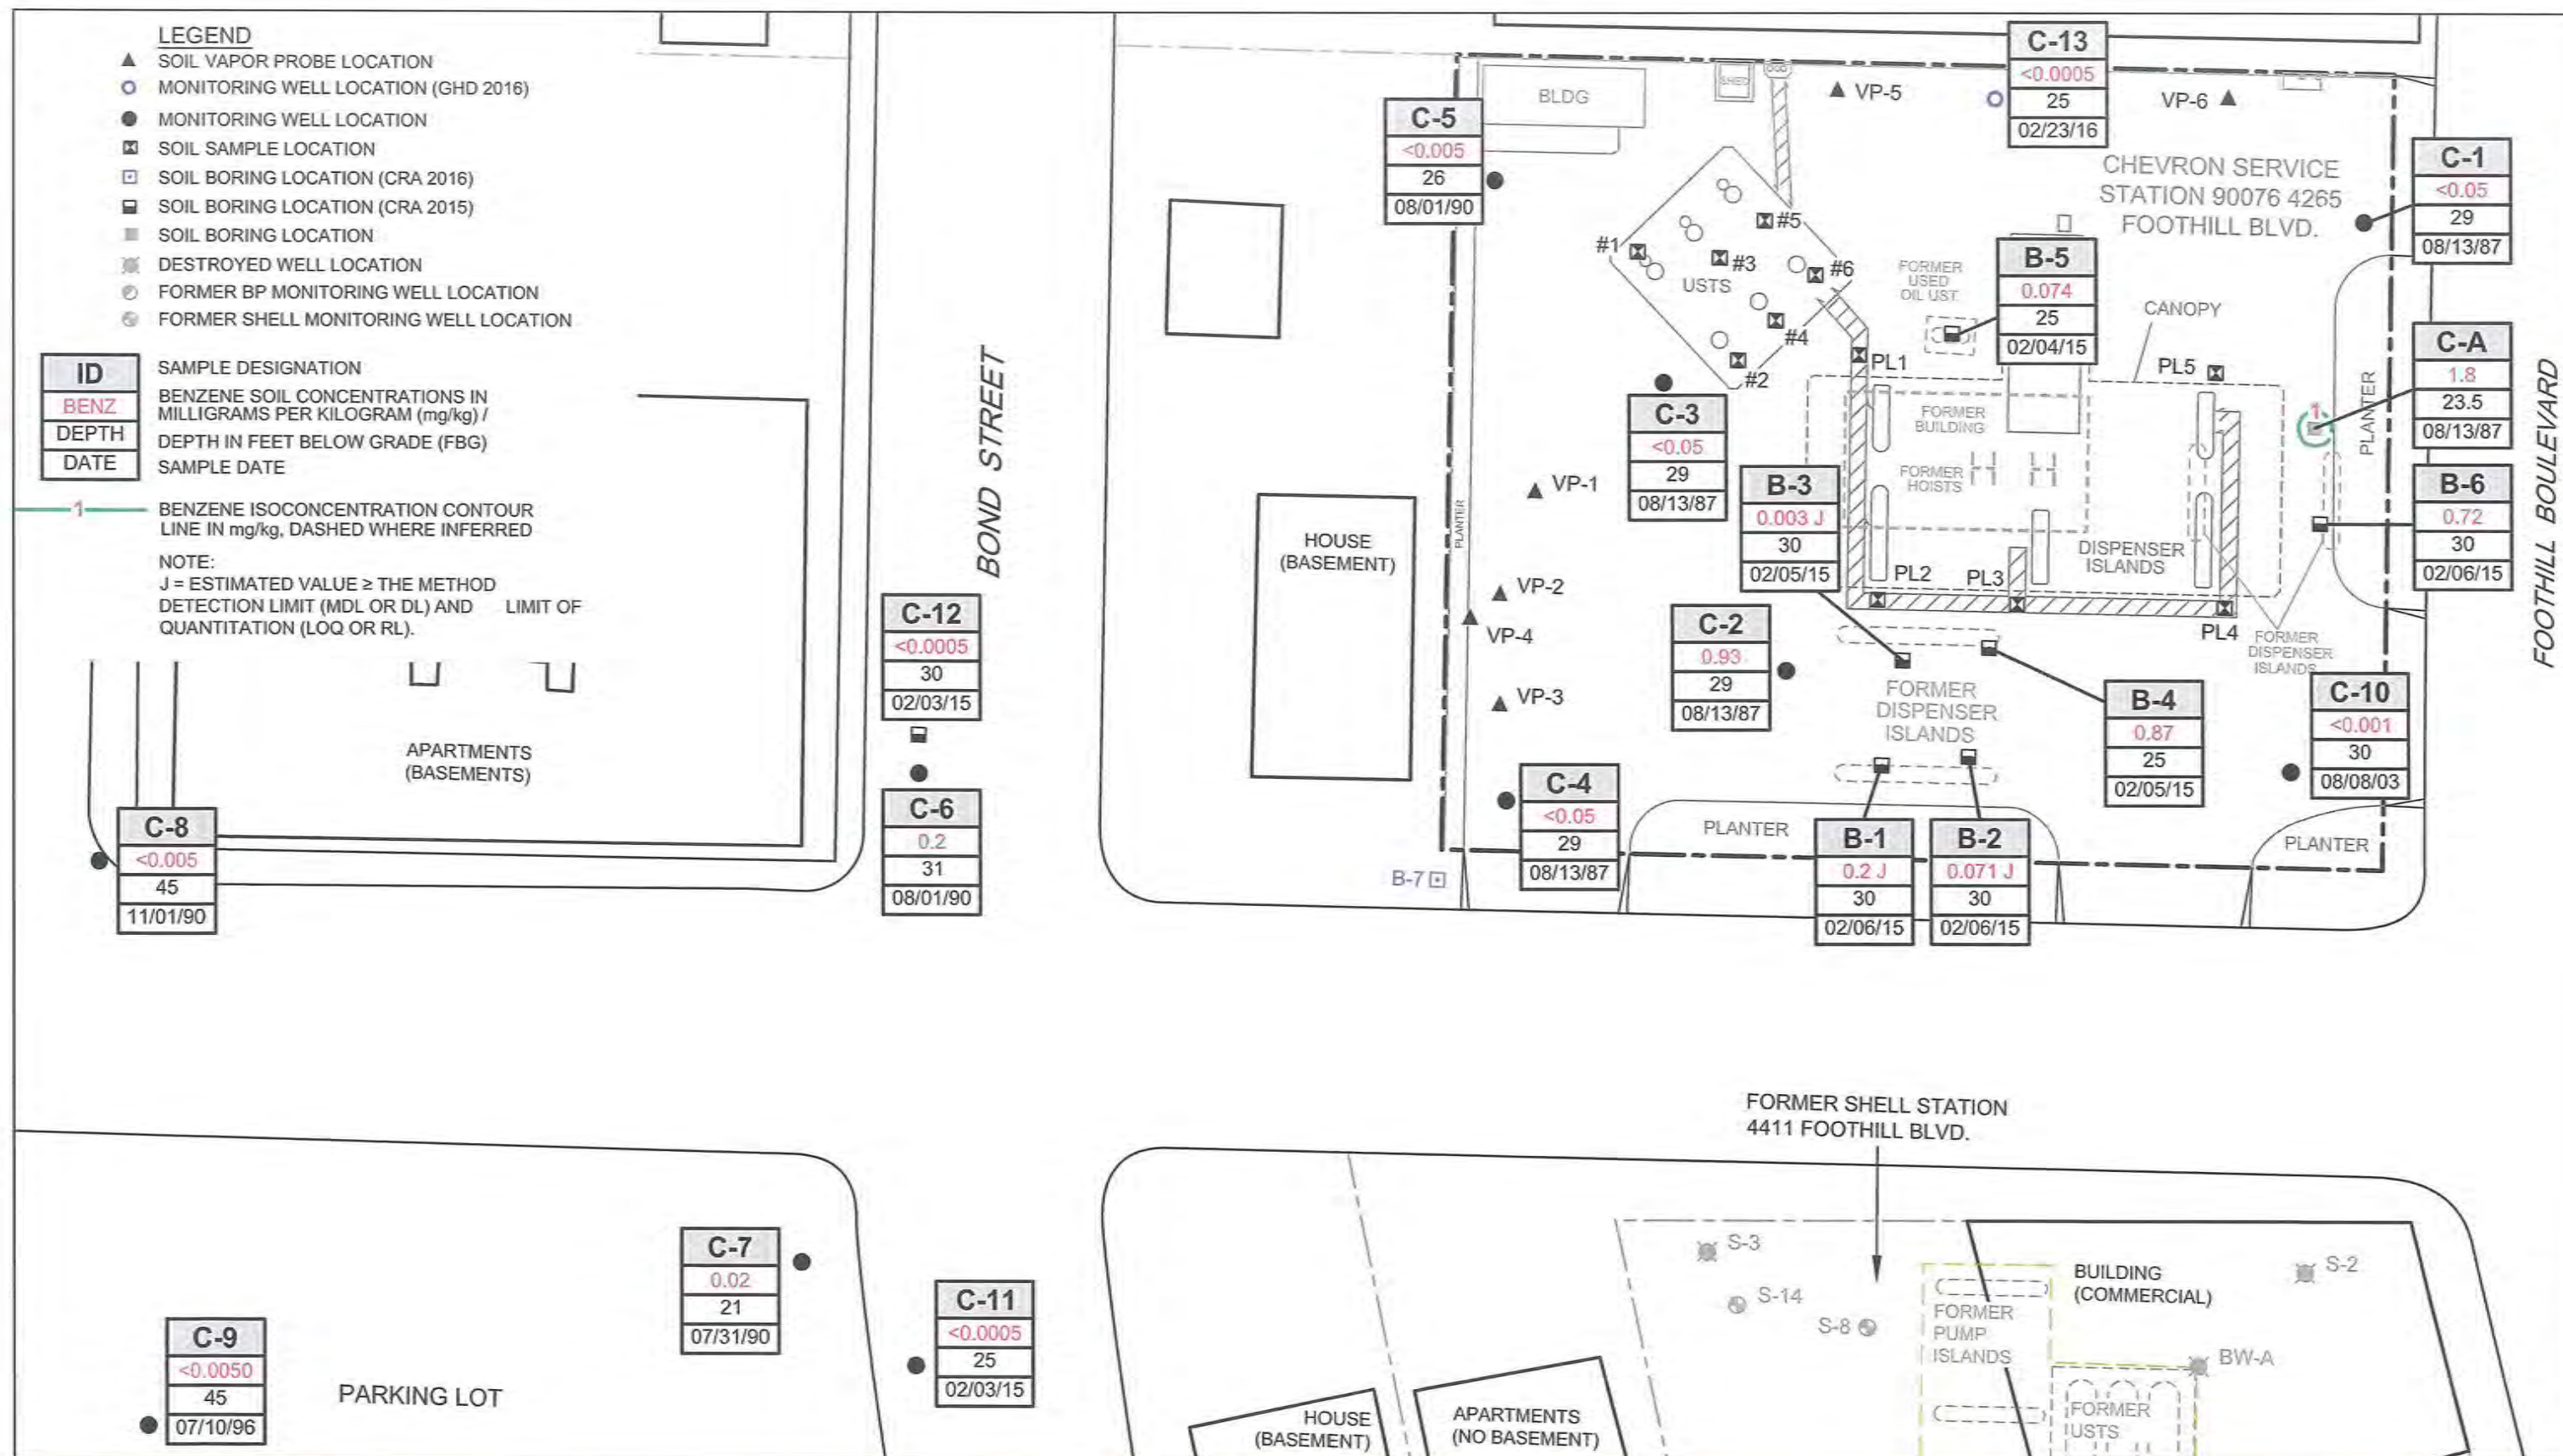 LEGEND
SOIL VAPOR PROBE LOCATION
MONITORING WELL LOCATION (GHD 2016)
MONITORING WELL LOCATION
SOIL SAMPLE LOCATION
SOIL BORING LOCATION (CRA 2016)
SOIL BORING LOCATION (CRA 2015)
SOIL BORING LOCATION
DESTROYED WELL LOCATION
FORMER BP MONITORING WELL LOCATION
FORMER SHELL MONITORING WELL LOCATION
ID
BENZ
DEPTH
DATE
SAMPLE DESIGNATION
BENZENE SOIL CONCENTRATIONS IN
MILLIGRAMS PER KILOGRAM (mg/kg) /
DEPTH IN FEET BELOW GRADE (FBG)
SAMPLE DATE
1
BENZENE ISOCONCENTRATION CONTOUR
LINE IN mg/kg, DASHED WHERE INFERRED
NOTE:
J = ESTIMATED VALUE ≥ THE METHOD
DETECTION LIMIT (MDL OR DL) AND LIMIT OF
QUANTITATION (LOQ OR RL).
APARTMENTS
(BASEMENTS)
C-8
<0.005
45
11/01/90
BOND STREET
C-12
<0.0005
30
02/03/15
C-6
0.2
31
08/01/90
HOUSE
(BASEMENT)
C-5
<0.005
26
08/01/90
BLDG
SHED
VP-5
C-13
<0.0005
25
02/23/16
VP-6
CHEVRON SERVICE
STATION 90076 4265
FOOTHILL BLVD.
C-1
<0.05
29
08/13/87
#1
#5
#3
USTS
#6
#4
#2
FORMER
USED
OIL UST
B-5
0.074
25
02/04/15
CANOPY
PL1
PL5
C-A
1.8
23.5
08/13/87
1
PLANTER
FOOTHILL BOULEVARD
C-3
<0.05
29
08/13/87
FORMER
BUILDING
FORMER
HOISTS
B-3
0.003 J
30
02/05/15
B-6
0.72
30
02/06/15
VP-1
PLANTER
VP-2
VP-4
VP-3
DISPENSER
ISLANDS
PL2
PL3
PL4
FORMER
DISPENSER
ISLANDS
C-2
0.93
29
08/13/87
FORMER
DISPENSER
ISLANDS
B-4
0.87
25
02/05/15
C-10
<0.001
30
08/08/03
C-4
<0.05
29
08/13/87
PLANTER
B-1
0.2 J
30
02/06/15
B-2
0.071 J
30
02/06/15
PLANTER
B-7
FORMER SHELL STATION
4411 FOOTHILL BLVD.
C-7
0.02
21
07/31/90
C-9
<0.0050
45
07/10/96
PARKING LOT
C-11
<0.0005
25
02/03/15
S-3
S-14
S-8
S-2
FORMER
PUMP
ISLANDS
BUILDING
(COMMERCIAL)
BW-A
FORMER
USTS
HOUSE
(BASEMENT)
APARTMENTS
(NO BASEMENT)